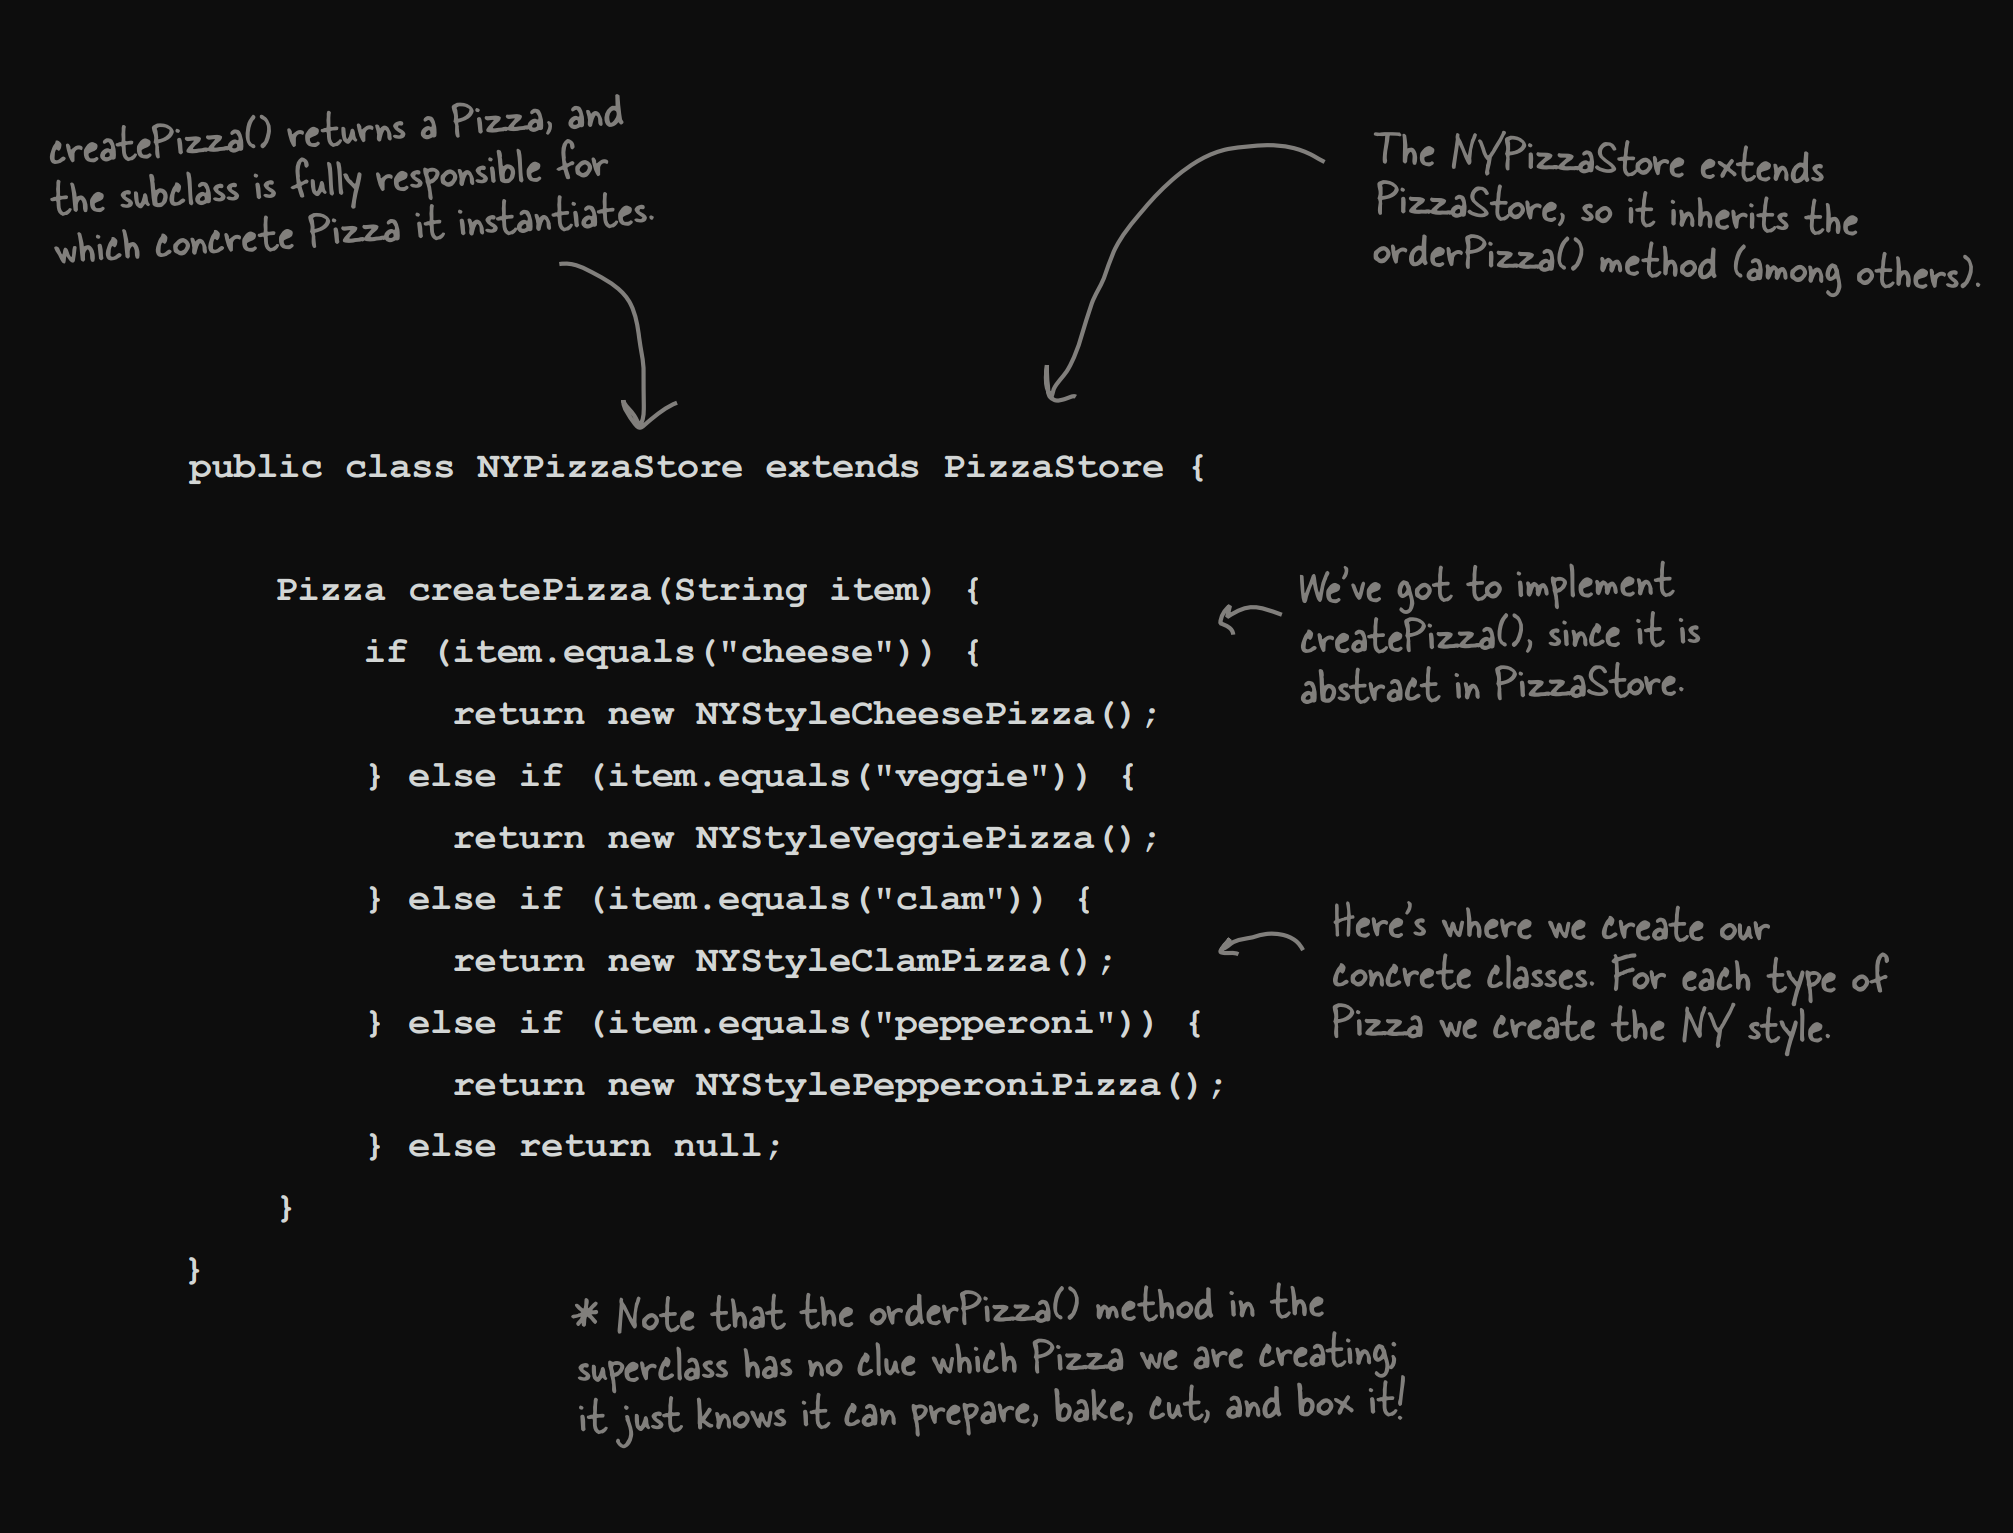 createPizza() returns a Pizza, and
the subclass is fully responsible for
which concrete Pizza it instantiates.
The NYPizzaStore extends
PizzaStore, so it inherits the
orderPizza() method (among others).
public class NYPizzaStore extends PizzaStore {
Pizza createPizza(String item) {
if (item.equals("cheese")) {
return new NYStyleCheesePizza();
} else if (item.equals("veggie")) {
return new NYStyleVeggiePizza();
} else if (item.equals("clam")) {
return new NYStyleClamPizza();
} else if (item.equals("pepperoni")) {
return new NYStylePepperoniPizza();
} else return null;
}
}
We've got to implement
createPizza(), since it is
abstract in PizzaStore.
Here's where we create our
concrete classes. For each type of
Pizza we create the NY style.
* Note that the orderPizza() method in the
superclass has no clue which Pizza we are creating;
it just knows it can prepare, bake, cut, and box it!